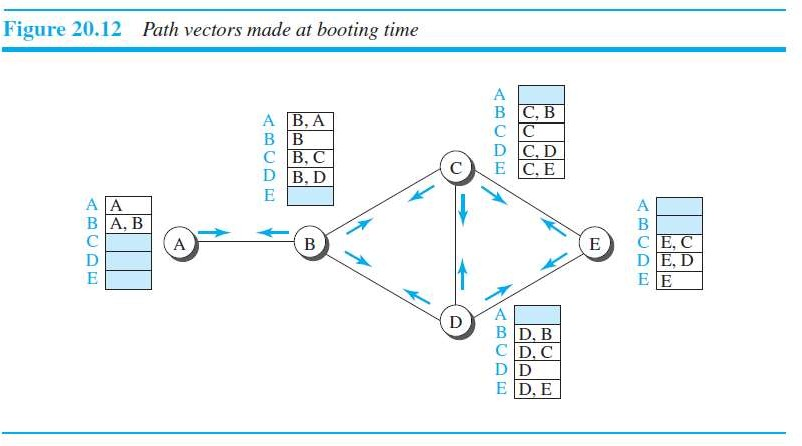 Figure 20.12 Path vectors made at booting time
A A
B A, B
C
D
E
A B, A
B B
C B, C
D B, D
E
A
B C, B
C C
D C, D
E C, E
A
B
C E, C
D E, D
E E
A
B D, B
C D, C
D D
E D, E
A
B
C
D
E